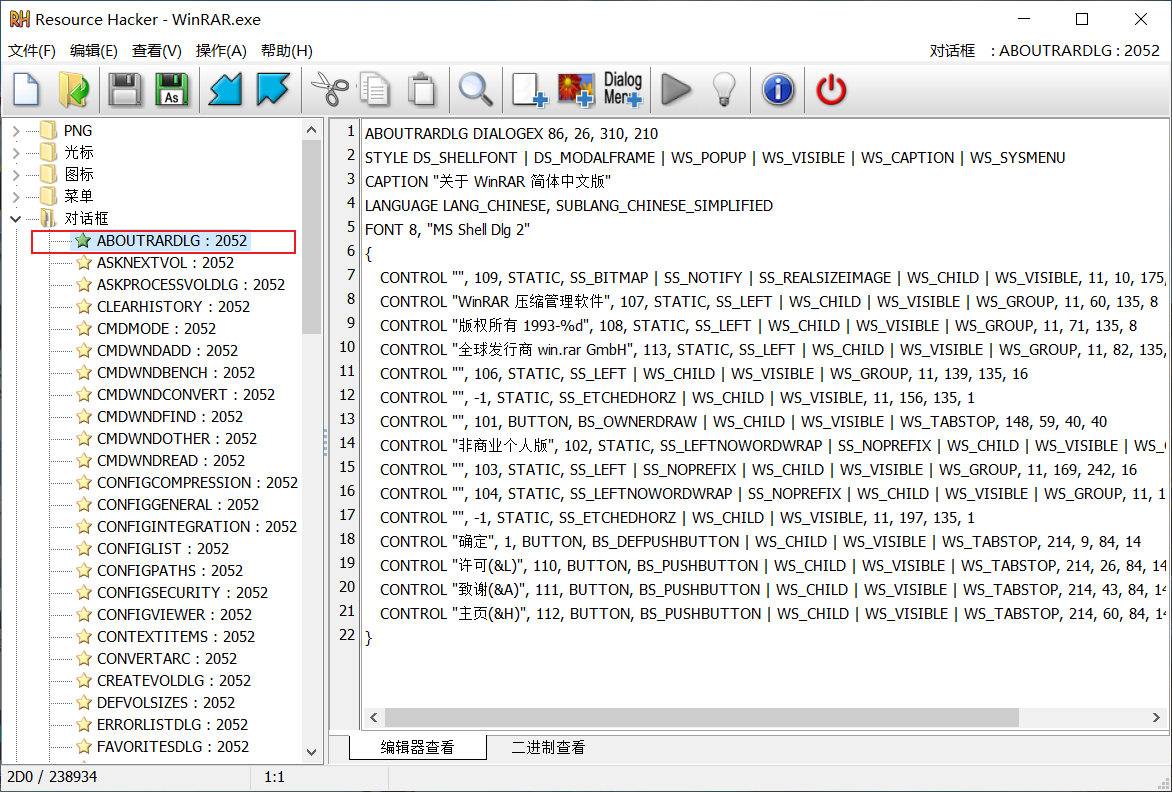 Resource Hacker - WinRAR.exe
文件(F) 编辑(E) 查看(V) 操作(A) 帮助(H) 对话框 : ABOUTRARDLG : 2052
As
Dialog
Menu
PNG
光标
图标
菜单
对话框
ABOUTRARDLG : 2052
ASKNEXTVOL : 2052
ASKPROCESSVOLDLG : 2052
CLEARHISTORY : 2052
CMDMODE : 2052
CMDWNDADD : 2052
CMDWNDBENCH : 2052
CMDWNDCONVERT : 2052
CMDWNDFIND : 2052
CMDWNDOTHER : 2052
CMDWNDREAD : 2052
CONFIGCOMPRESSION : 2052
CONFIGGENERAL : 2052
CONFIGINTEGRATION : 2052
CONFIGLIST : 2052
CONFIGPATHS : 2052
CONFIGSECURITY : 2052
CONFIGVIEWER : 2052
CONTEXTITEMS : 2052
CONVERTARC : 2052
CREATEVOLDLG : 2052
DEFVOLSIZES : 2052
ERRORLISTDLG : 2052
FAVORITESDLG : 2052
1 ABOUTRARDLG DIALOGEX 86, 26, 310, 210
2 STYLE DS_SHELLFONT | DS_MODALFRAME | WS_POPUP | WS_VISIBLE | WS_CAPTION | WS_SYSMENU
3 CAPTION "关于 WinRAR 简体中文版"
4 LANGUAGE LANG_CHINESE, SUBLANG_CHINESE_SIMPLIFIED
5 FONT 8, "MS Shell Dlg 2"
6 {
7 CONTROL "", 109, STATIC, SS_BITMAP | SS_NOTIFY | SS_REALSIZEIMAGE | WS_CHILD | WS_VISIBLE, 11, 10, 175,
8 CONTROL "WinRAR 压缩管理软件", 107, STATIC, SS_LEFT | WS_CHILD | WS_VISIBLE | WS_GROUP, 11, 60, 135, 8
9 CONTROL "版权所有 1993-%d", 108, STATIC, SS_LEFT | WS_CHILD | WS_VISIBLE | WS_GROUP, 11, 71, 135, 8
10 CONTROL "全球发行商 win.rar GmbH", 113, STATIC, SS_LEFT | WS_CHILD | WS_VISIBLE | WS_GROUP, 11, 82, 135,
11 CONTROL "", 106, STATIC, SS_LEFT | WS_CHILD | WS_VISIBLE | WS_GROUP, 11, 139, 135, 16
12 CONTROL "", -1, STATIC, SS_ETCHEDHORZ | WS_CHILD | WS_VISIBLE, 11, 156, 135, 1
13 CONTROL "", 101, BUTTON, BS_OWNERDRAW | WS_CHILD | WS_VISIBLE | WS_TABSTOP, 148, 59, 40, 40
14 CONTROL "非商业个人版", 102, STATIC, SS_LEFTNOWORDWRAP | SS_NOPREFIX | WS_CHILD | WS_VISIBLE | WS_
15 CONTROL "", 103, STATIC, SS_LEFT | SS_NOPREFIX | WS_CHILD | WS_VISIBLE | WS_GROUP, 11, 169, 242, 16
16 CONTROL "", 104, STATIC, SS_LEFTNOWORDWRAP | SS_NOPREFIX | WS_CHILD | WS_VISIBLE | WS_GROUP, 11, 1
17 CONTROL "", -1, STATIC, SS_ETCHEDHORZ | WS_CHILD | WS_VISIBLE, 11, 197, 135, 1
18 CONTROL "确定", 1, BUTTON, BS_DEFPUSHBUTTON | WS_CHILD | WS_VISIBLE | WS_TABSTOP, 214, 9, 84, 14
19 CONTROL "许可(&L)", 110, BUTTON, BS_PUSHBUTTON | WS_CHILD | WS_VISIBLE | WS_TABSTOP, 214, 26, 84, 14
20 CONTROL "致谢(&A)", 111, BUTTON, BS_PUSHBUTTON | WS_CHILD | WS_VISIBLE | WS_TABSTOP, 214, 43, 84, 14
21 CONTROL "主页(&H)", 112, BUTTON, BS_PUSHBUTTON | WS_CHILD | WS_VISIBLE | WS_TABSTOP, 214, 60, 84, 14
22 }
编辑器查看 二进制查看
2D0 / 238934 1:1